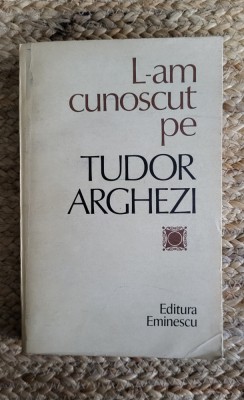 L-am
cunoscut
pe
TUDOR
ARGHEZI
Editura
Eminescu